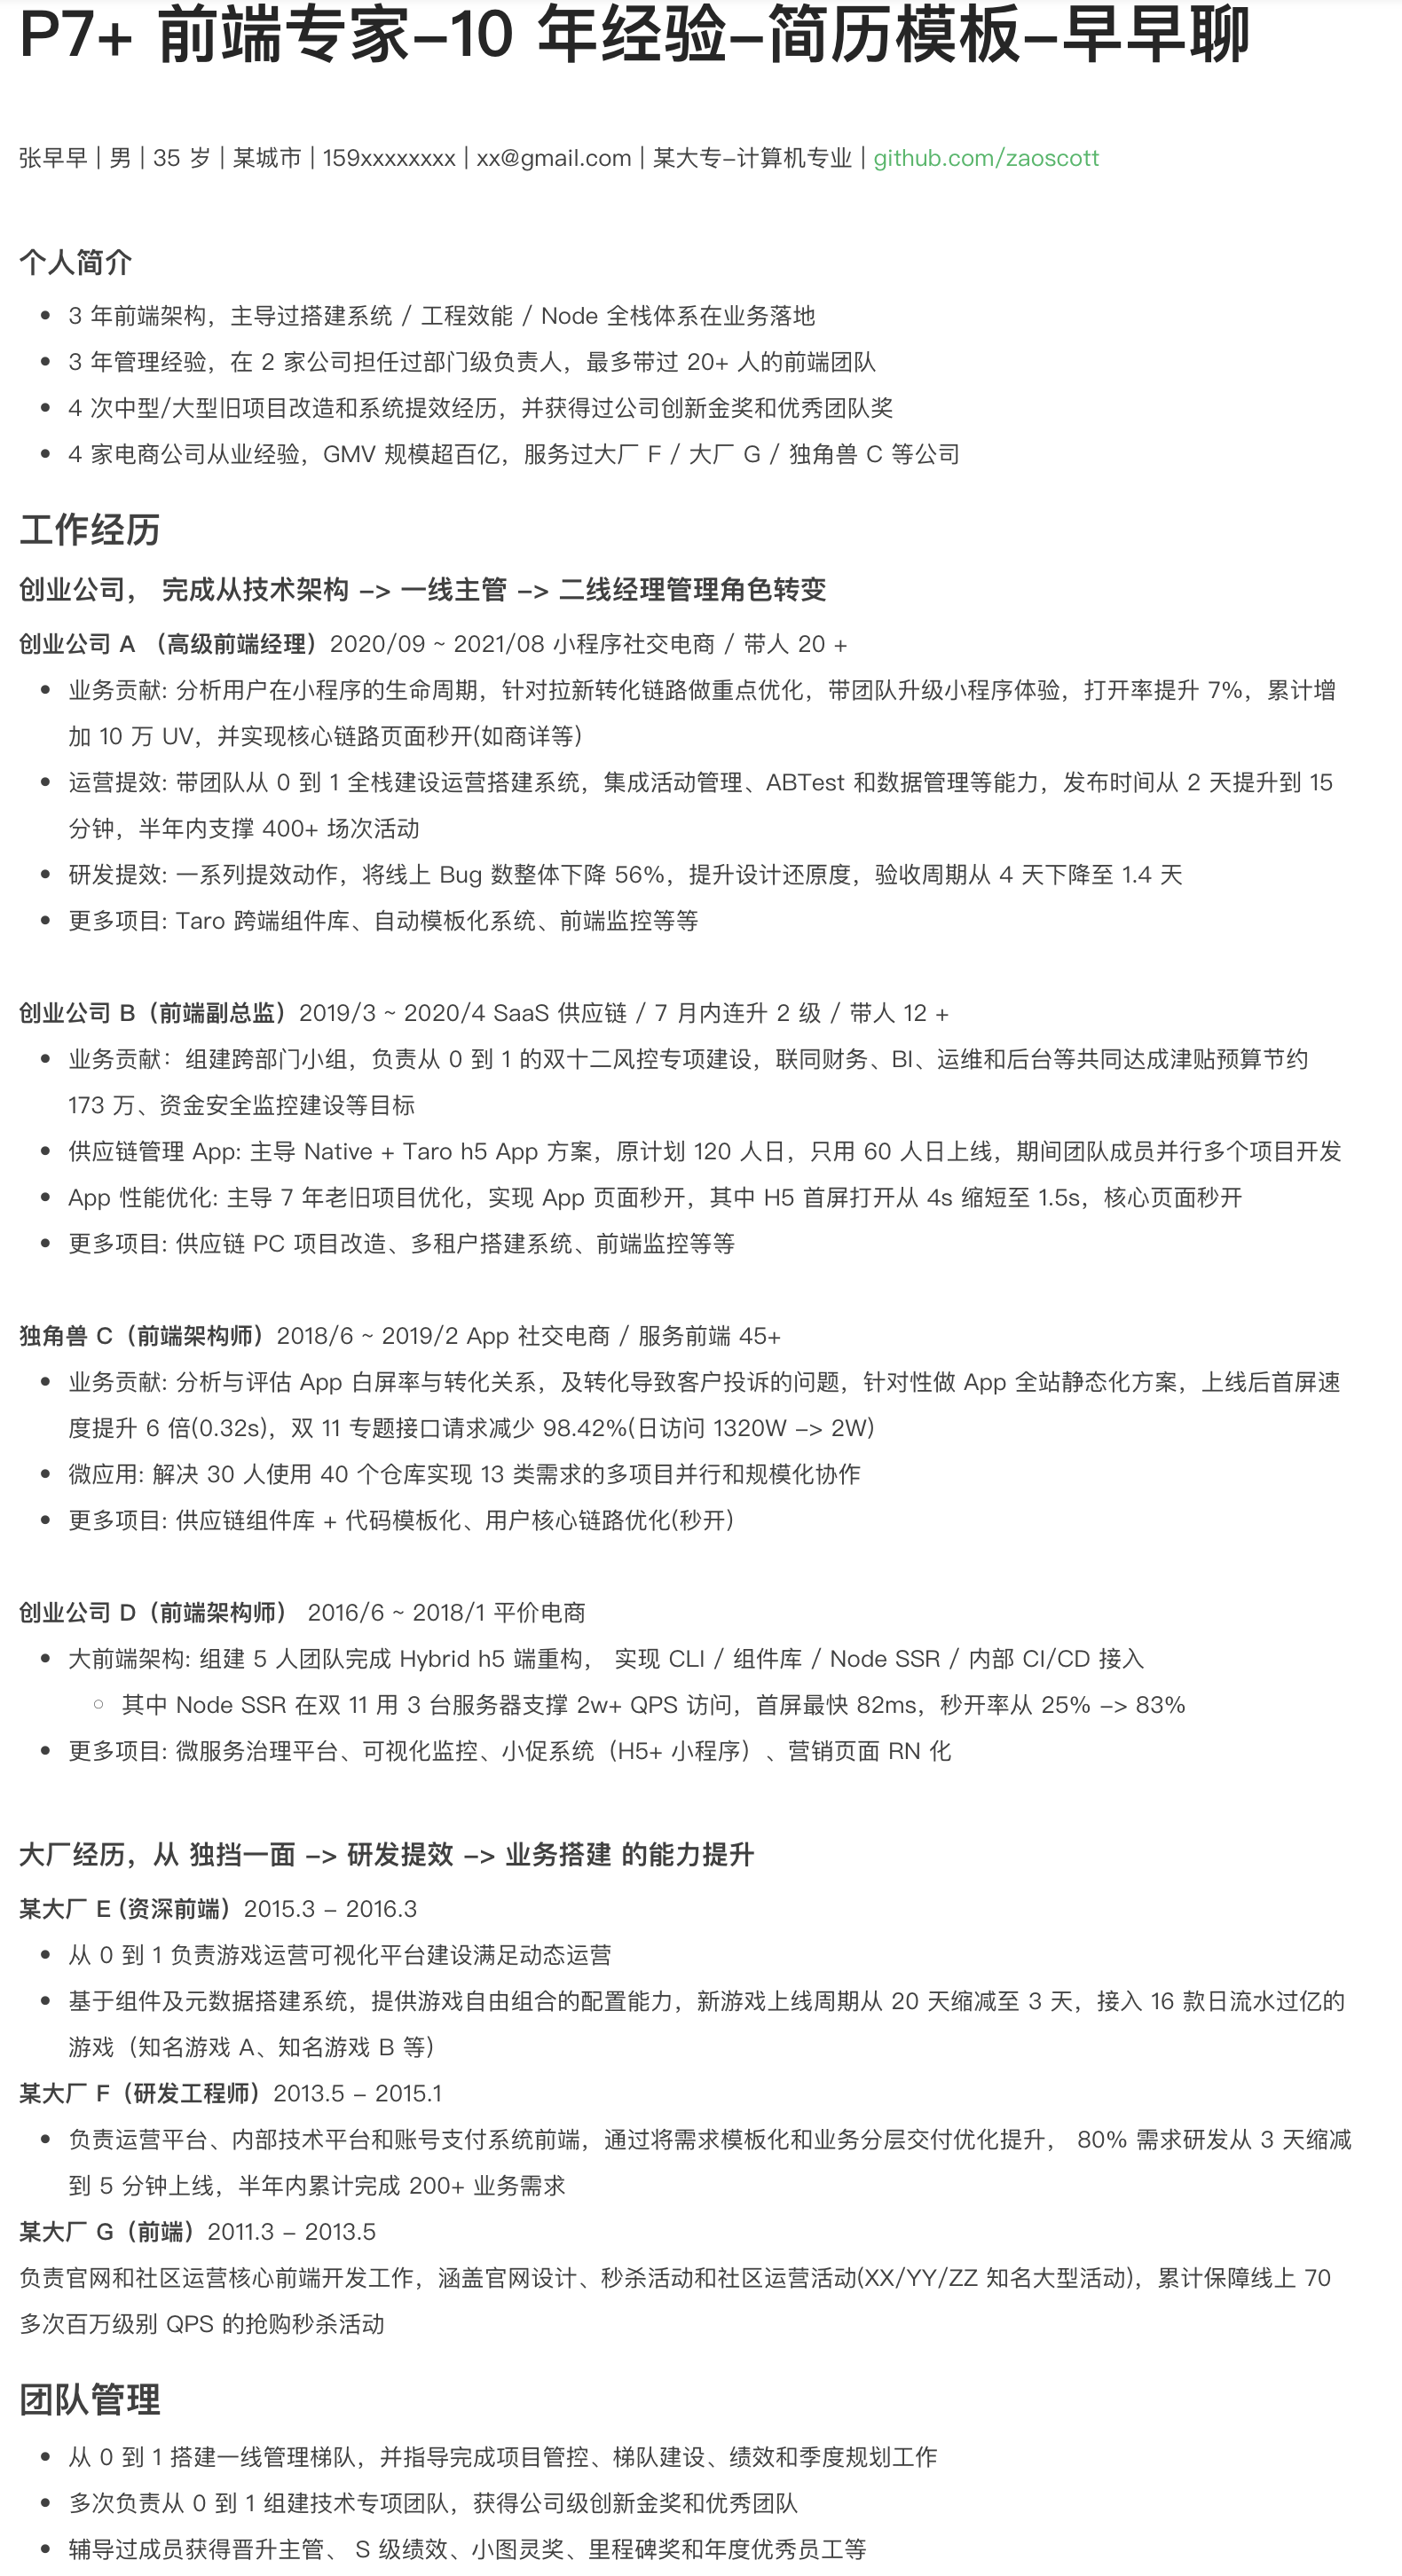 P7+ 前端专家–10 年经验–简历模板–早早聊
张早早 | 男 | 35 岁 | 某城市 | 159xxxxxxxx | xx@gmail.com | 某大专–计算机专业 | github.com/zaoscott
个人简介
• 3 年前端架构，主导过搭建系统 / 工程效能 / Node 全栈体系在业务落地
• 3 年管理经验，在 2 家公司担任过部门级负责人，最多带过 20+ 人的前端团队
• 4 次中型/大型旧项目改造和系统提效经历，并获得过公司创新金奖和优秀团队奖
• 4 家电商公司从业经验，GMV 规模超百亿，服务过大厂 F / 大厂 G / 独角兽 C 等公司
工作经历
创业公司， 完成从技术架构 –> 一线主管 –> 二线经理管理角色转变
创业公司 A （高级前端经理）2020/09 ~ 2021/08 小程序社交电商 / 带人 20 +
• 业务贡献: 分析用户在小程序的生命周期，针对拉新转化链路做重点优化，带团队升级小程序体验，打开率提升 7%，累计增
加 10 万 UV，并实现核心链路页面秒开(如商详等)
• 运营提效: 带团队从 0 到 1 全栈建设运营搭建系统，集成活动管理、ABTest 和数据管理等能力，发布时间从 2 天提升到 15
分钟，半年内支撑 400+ 场次活动
• 研发提效: 一系列提效动作，将线上 Bug 数整体下降 56%，提升设计还原度，验收周期从 4 天下降至 1.4 天
• 更多项目: Taro 跨端组件库、自动模板化系统、前端监控等等
创业公司 B（前端副总监）2019/3 ~ 2020/4 SaaS 供应链 / 7 月内连升 2 级 / 带人 12 +
• 业务贡献：组建跨部门小组，负责从 0 到 1 的双十二风控专项建设，联同财务、BI、运维和后台等共同达成津贴预算节约
173 万、资金安全监控建设等目标
• 供应链管理 App: 主导 Native + Taro h5 App 方案，原计划 120 人日，只用 60 人日上线，期间团队成员并行多个项目开发
• App 性能优化: 主导 7 年老旧项目优化，实现 App 页面秒开，其中 H5 首屏打开从 4s 缩短至 1.5s，核心页面秒开
• 更多项目: 供应链 PC 项目改造、多租户搭建系统、前端监控等等
独角兽 C（前端架构师）2018/6 ~ 2019/2 App 社交电商 / 服务前端 45+
• 业务贡献: 分析与评估 App 白屏率与转化关系，及转化导致客户投诉的问题，针对性做 App 全站静态化方案，上线后首屏速
度提升 6 倍(0.32s)，双 11 专题接口请求减少 98.42%(日访问 1320W –> 2W)
• 微应用: 解决 30 人使用 40 个仓库实现 13 类需求的多项目并行和规模化协作
• 更多项目: 供应链组件库 + 代码模板化、用户核心链路优化(秒开)
创业公司 D（前端架构师） 2016/6 ~ 2018/1 平价电商
• 大前端架构: 组建 5 人团队完成 Hybrid h5 端重构， 实现 CLI / 组件库 / Node SSR / 内部 CI/CD 接入
○ 其中 Node SSR 在双 11 用 3 台服务器支撑 2w+ QPS 访问，首屏最快 82ms，秒开率从 25% –> 83%
• 更多项目: 微服务治理平台、可视化监控、小促系统（H5+ 小程序）、营销页面 RN 化
大厂经历，从 独挡一面 –> 研发提效 –> 业务搭建 的能力提升
某大厂 E (资深前端）2015.3 – 2016.3
• 从 0 到 1 负责游戏运营可视化平台建设满足动态运营
• 基于组件及元数据搭建系统，提供游戏自由组合的配置能力，新游戏上线周期从 20 天缩减至 3 天，接入 16 款日流水过亿的
游戏（知名游戏 A、知名游戏 B 等）
某大厂 F（研发工程师）2013.5 – 2015.1
• 负责运营平台、内部技术平台和账号支付系统前端，通过将需求模板化和业务分层交付优化提升， 80% 需求研发从 3 天缩减
到 5 分钟上线，半年内累计完成 200+ 业务需求
某大厂 G（前端）2011.3 – 2013.5
负责官网和社区运营核心前端开发工作，涵盖官网设计、秒杀活动和社区运营活动(XX/YY/ZZ 知名大型活动)，累计保障线上 70
多次百万级别 QPS 的抢购秒杀活动
团队管理
• 从 0 到 1 搭建一线管理梯队，并指导完成项目管控、梯队建设、绩效和季度规划工作
• 多次负责从 0 到 1 组建技术专项团队，获得公司级创新金奖和优秀团队
• 辅导过成员获得晋升主管、 S 级绩效、小图灵奖、里程碑奖和年度优秀员工等